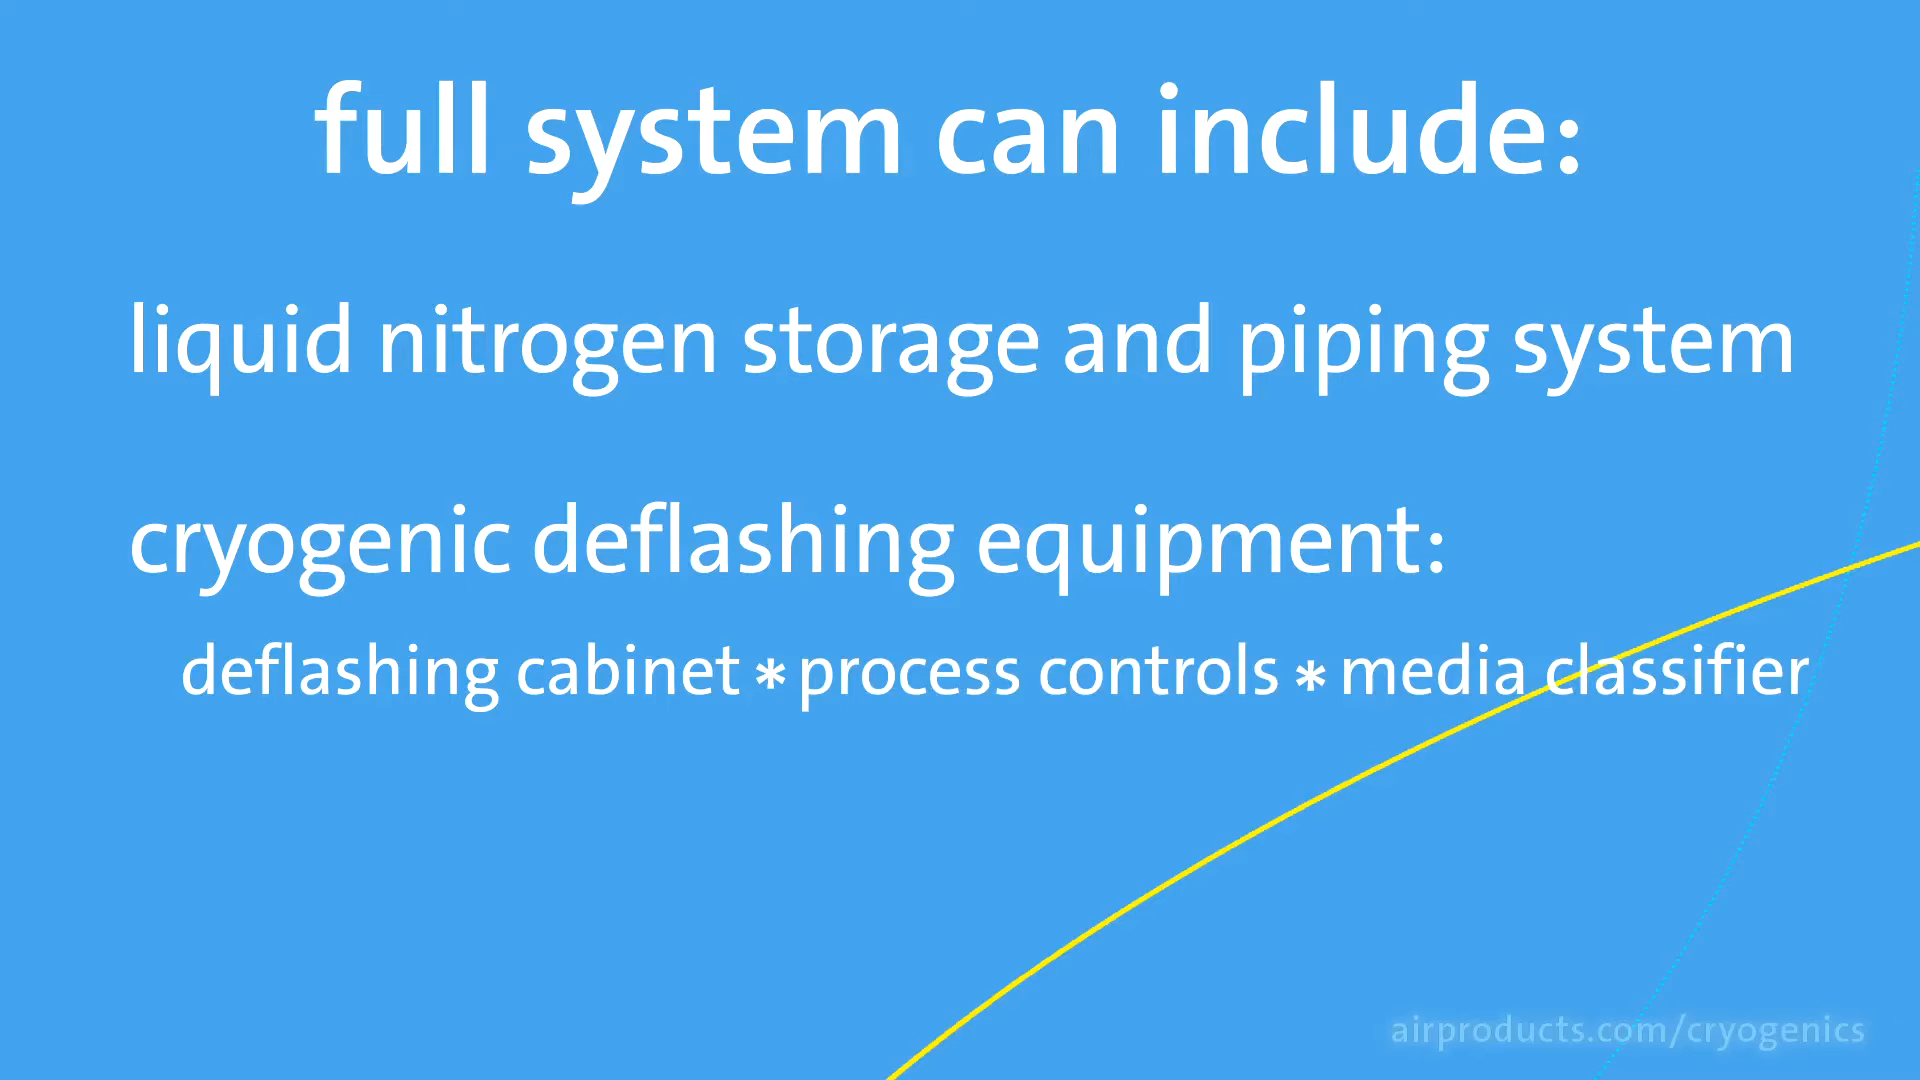 full system can include:
liquid nitrogen storage and piping system
cryogenic deflashing equipment:
deflashing cabinet * process controls * media classifier
airproducts.com/cryogenics